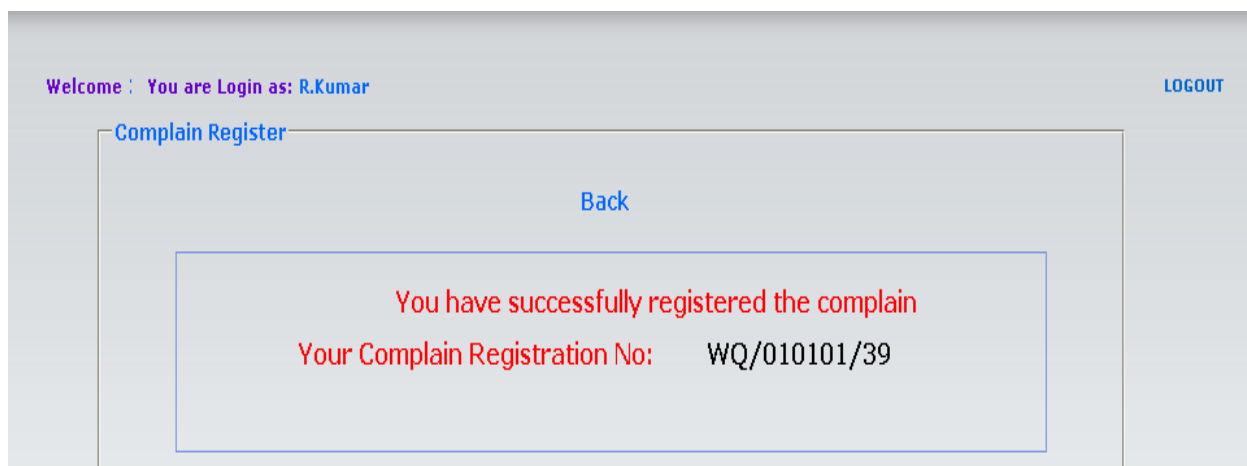 Welcome : You are Login as: R.Kumar LOGOUT
Complain Register
Back
You have successfully registered the complain
Your Complain Registration No: WQ/010101/39